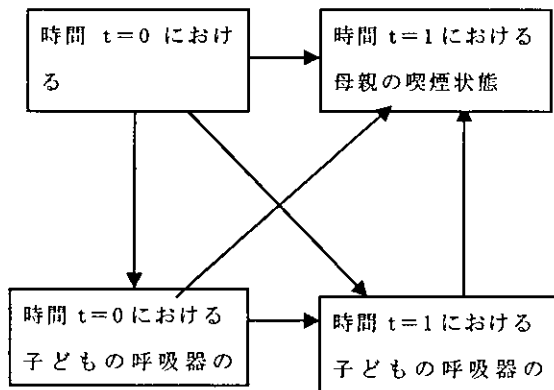 時間 t＝0 におけ
る
時間 t＝1 における
母親の喫煙状態
時間 t＝0 における
子どもの呼吸器の
時間 t＝1 における
子どもの呼吸器の